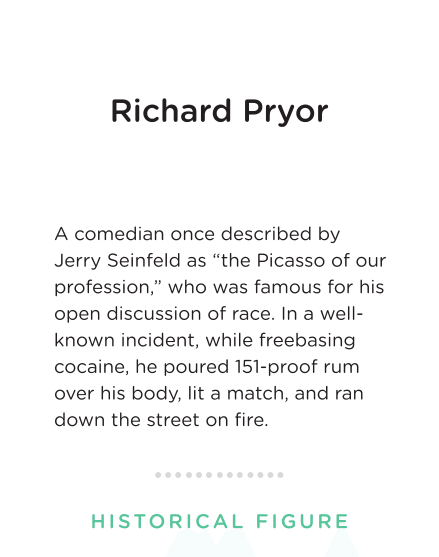 Richard Pryor
A comedian once described by
Jerry Seinfeld as “the Picasso of our
profession,” who was famous for his
open discussion of race. In a well-
known incident, while freebasing
cocaine, he poured 151-proof rum
over his body, lit a match, and ran
down the street on fire.
HISTORICAL FIGURE